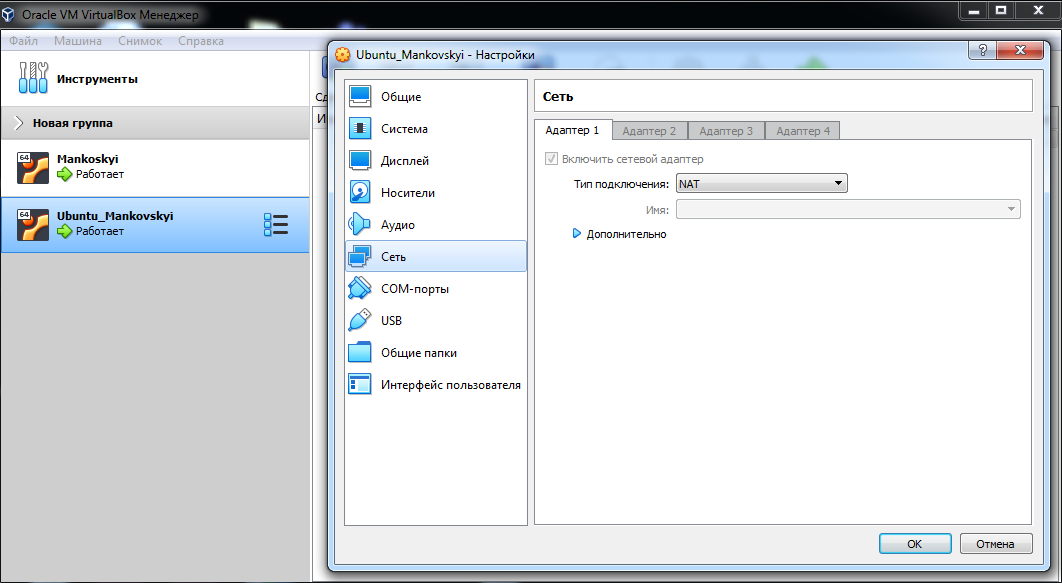 Oracle VM VirtualBox Менеджер
Файл Машина Снимок Справка
Инструменты
Новая группа
64
Mankoskyi
Работает
64
Ubuntu_Mankovskyi
Работает
Ubuntu_Mankovskyi - Настройки
Общие
Система
Дисплей
Носители
Аудио
Сеть
COM-порты
USB
Общие папки
Интерфейс пользователя
Сеть
Адаптер 1 Адаптер 2 Адаптер 3 Адаптер 4
Включить сетевой адаптер
Тип подключения: NAT
Имя:
Дополнительно
OK Отмена